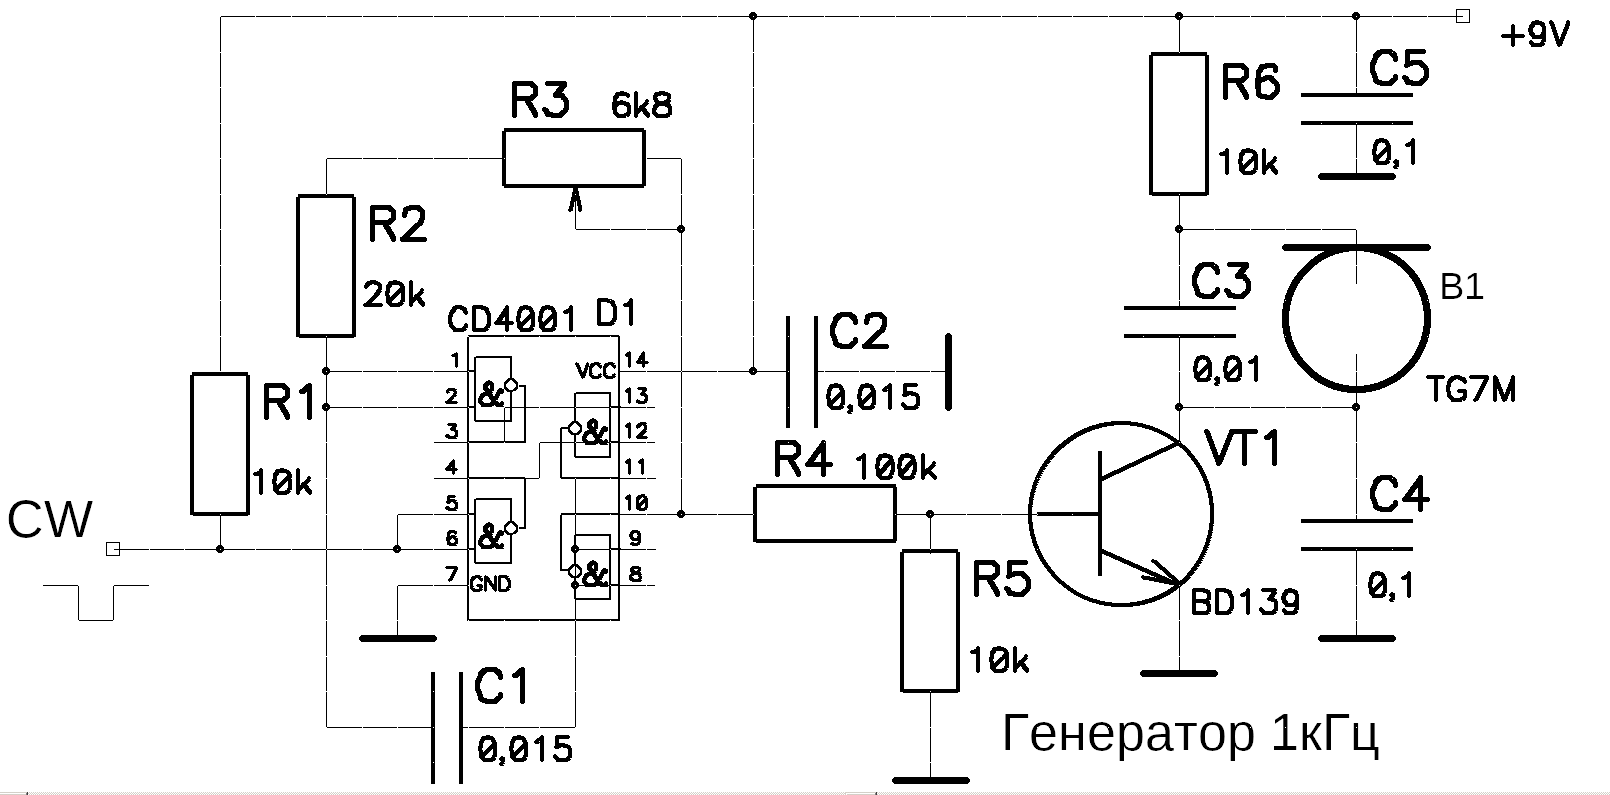 +9V
R3 6k8
R6
10k
C5
0,1
R2
20k
CD4001 D1
1
2
3
4
5
6
7
VCC
GND
&
&
&
&
14
13
12
11
10
9
8
R1
10k
CW
C1
0,015
C2
0,015
R4 100k
R5
10k
C3
0,01
B1
TG7M
VT1
BD139
C4
0,1
Генератор 1кГц